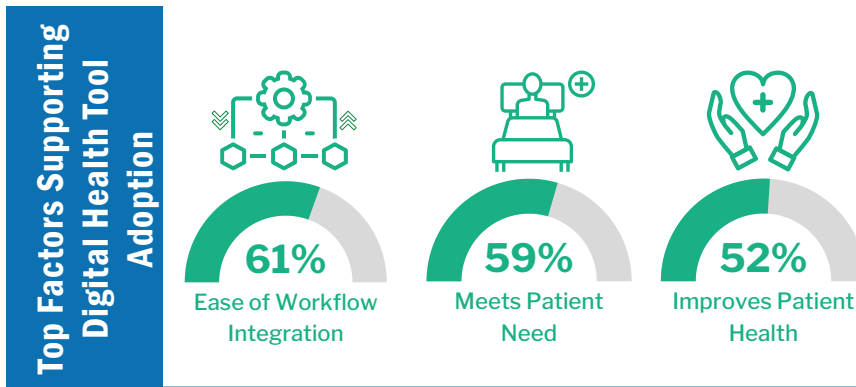 Top Factors Supporting
Digital Health Tool
Adoption
61%
Ease of Workflow
Integration
59%
Meets Patient
Need
52%
Improves Patient
Health